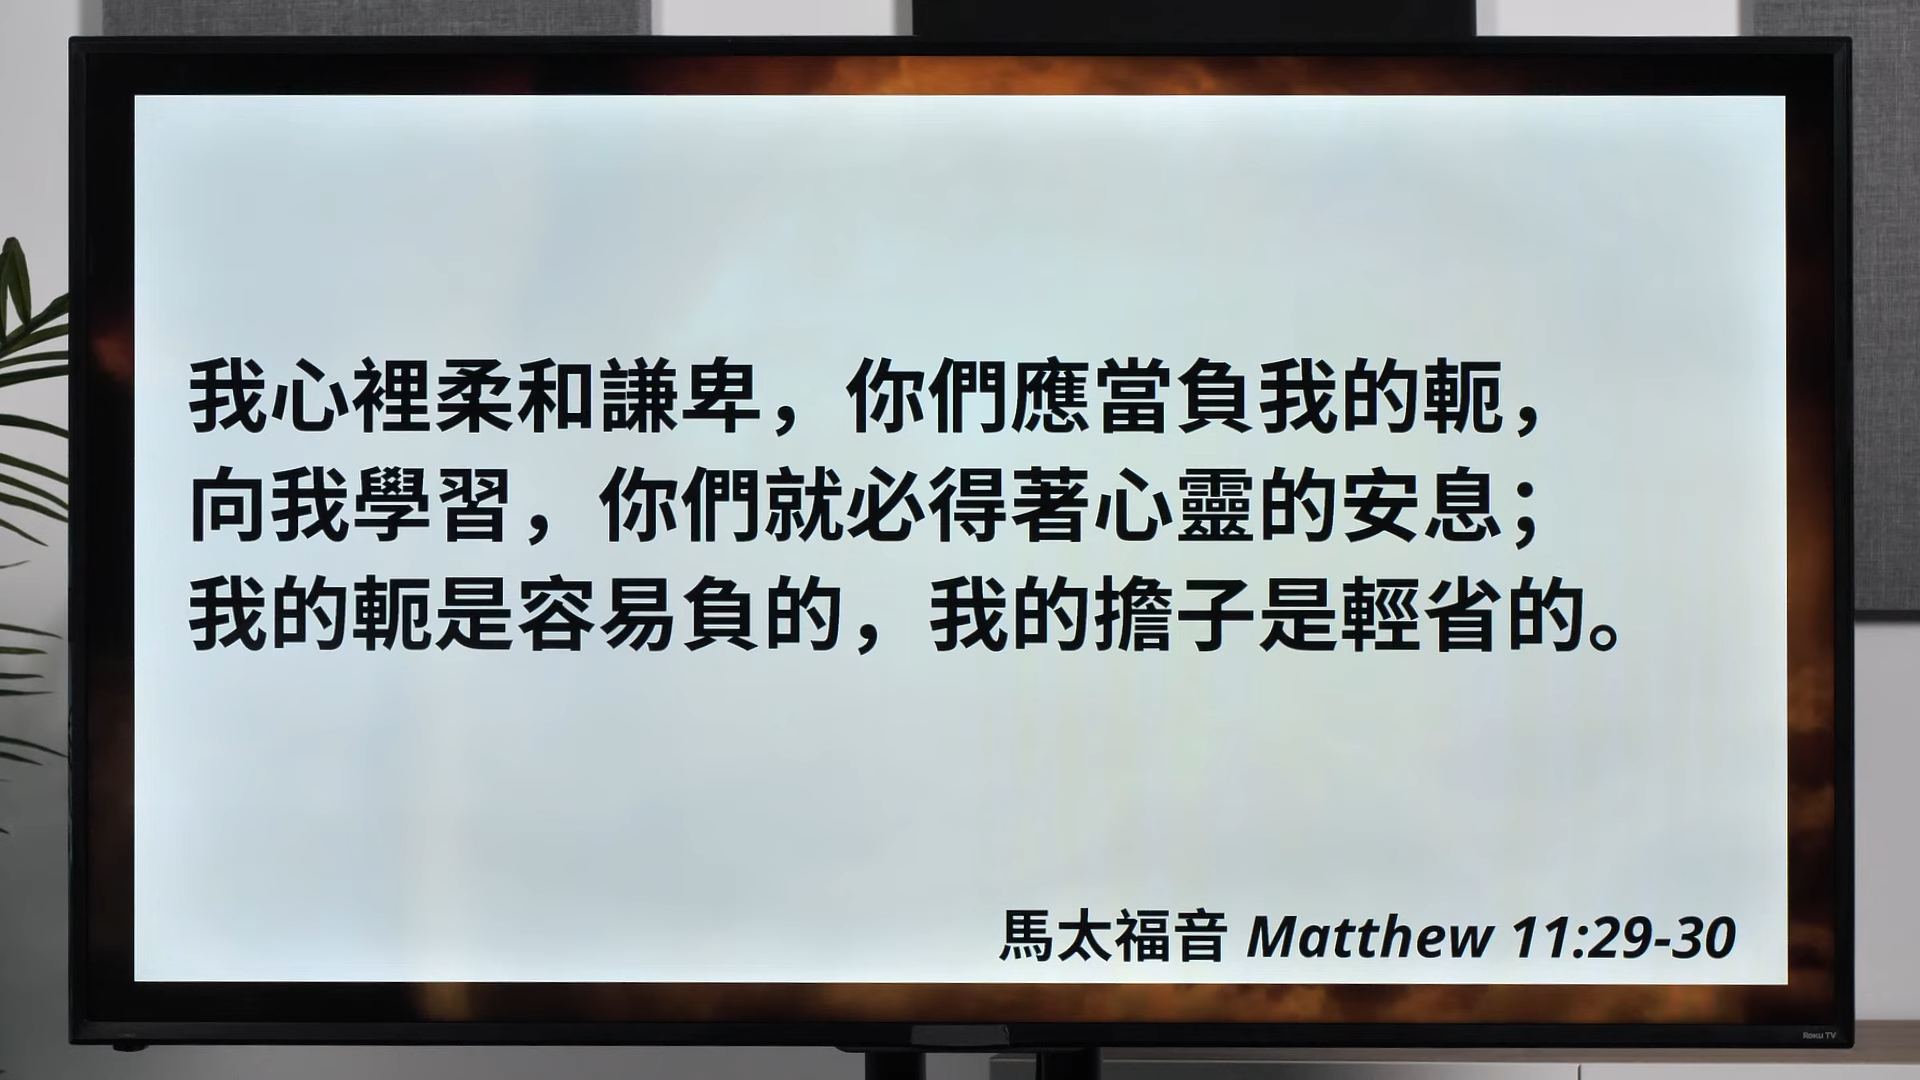 我心裡柔和謙卑，你們應當負我的軛，
向我學習，你們就必得著心靈的安息；
我的軛是容易負的，我的擔子是輕省的。
馬太福音 Matthew 11:29-30
Roku TV